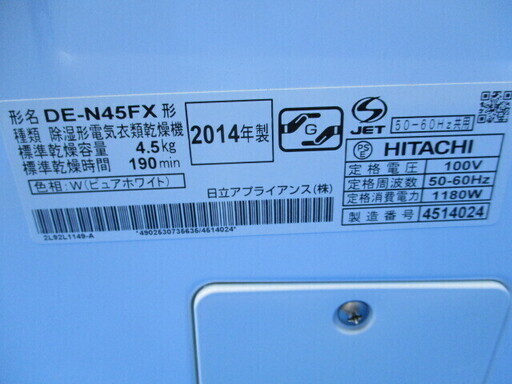 形名 DE-N45FX 形
種類 除湿形電気衣類乾燥機
標準乾燥容量 4.5kg
標準乾燥時間 190min
色相:W(ピュアホワイト)
2014年製
G
S
JET
50-60Hz共用
PS
E
HITACHI
定格電圧 100V
定格周波数 50-60Hz
定格消費電力 1180W
製造番号 4514024
日立アプライアンス(株)
*4902530735635/4514024*
2L92L1149-A